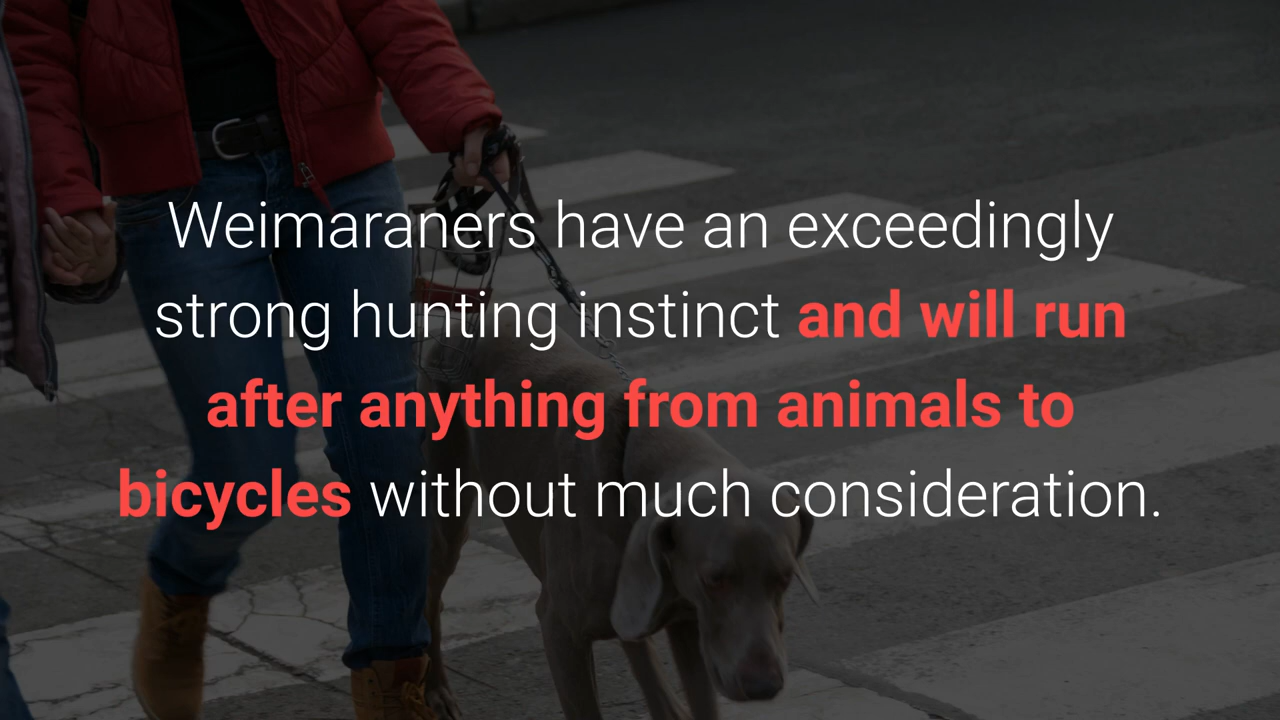 Weimaraners have an exceedingly
strong hunting instinct and will run
after anything from animals to
bicycles without much consideration.